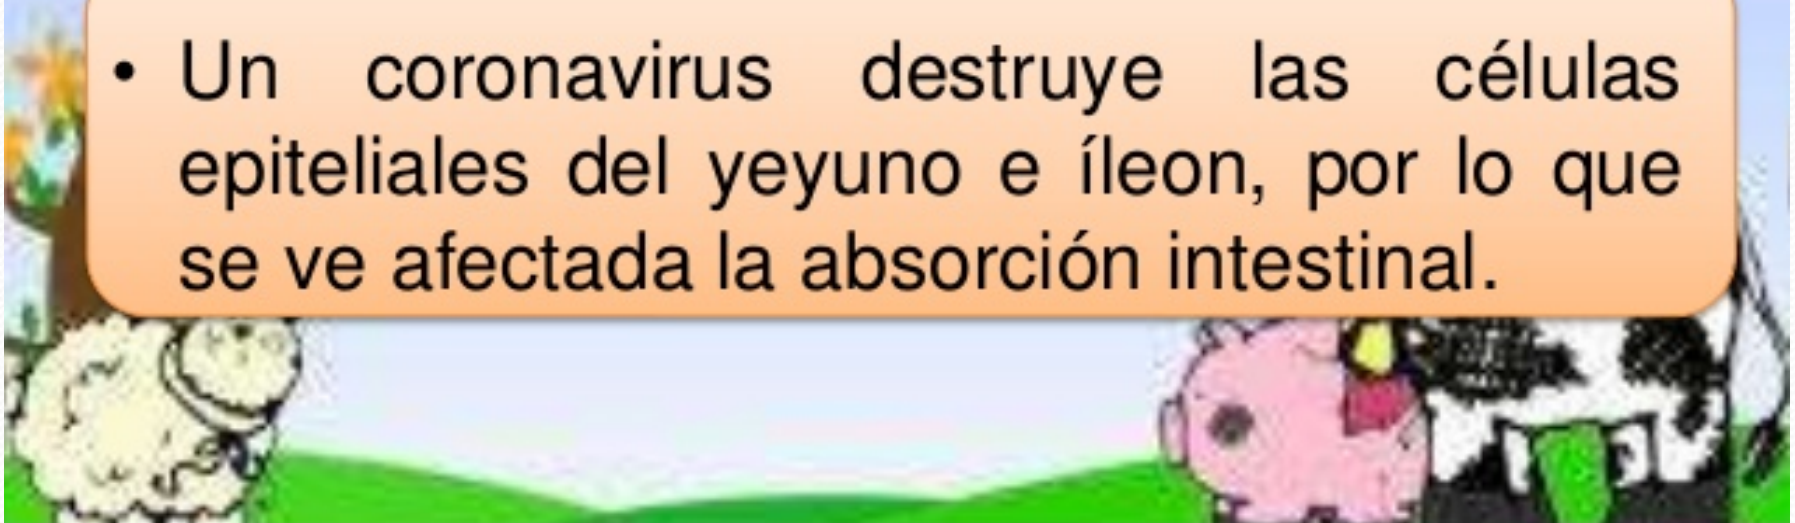 • Un coronavirus destruye las células
epiteliales del yeyuno e íleon, por lo que
se ve afectada la absorción intestinal.